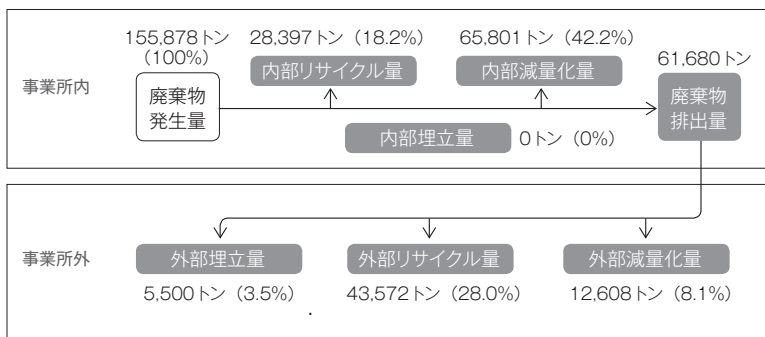 155,878トン
(100%)
28,397トン (18.2%)
65,801トン (42.2%)
61,680トン
事業所内
廃棄物
発生量
内部リサイクル量
内部減量化量
廃棄物
排出量
内部埋立量
0トン (0%)
事業所外
外部埋立量
外部リサイクル量
外部減量化量
5,500トン (3.5%)
43,572トン (28.0%)
12,608トン (8.1%)